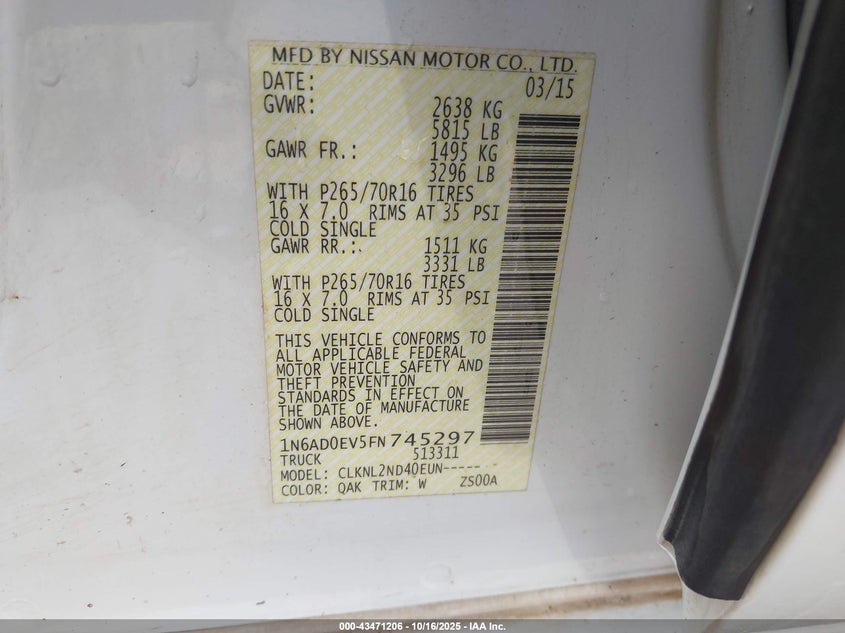 MFD BY NISSAN MOTOR CO., LTD.
DATE: 03/15
GVWR: 2638 KG
5815 LB
GAWR FR.: 1495 KG
3296 LB
WITH P265/70R16 TIRES
16 X 7.0 RIMS AT 35 PSI
COLD SINGLE
GAWR RR.: 1511 KG
3331 LB
WITH P265/70R16 TIRES
16 X 7.0 RIMS AT 35 PSI
COLD SINGLE
THIS VEHICLE CONFORMS TO
ALL APPLICABLE FEDERAL
MOTOR VEHICLE SAFETY AND
THEFT PREVENTION
STANDARDS IN EFFECT ON
THE DATE OF MANUFACTURE
SHOWN ABOVE.
1N6AD0EV5FN745297
TRUCK 513311
MODEL: CLKNL2ND40EUN-----
COLOR: QAK TRIM: W ZS00A
000-43471206 - 10/16/2025 - IAA Inc.